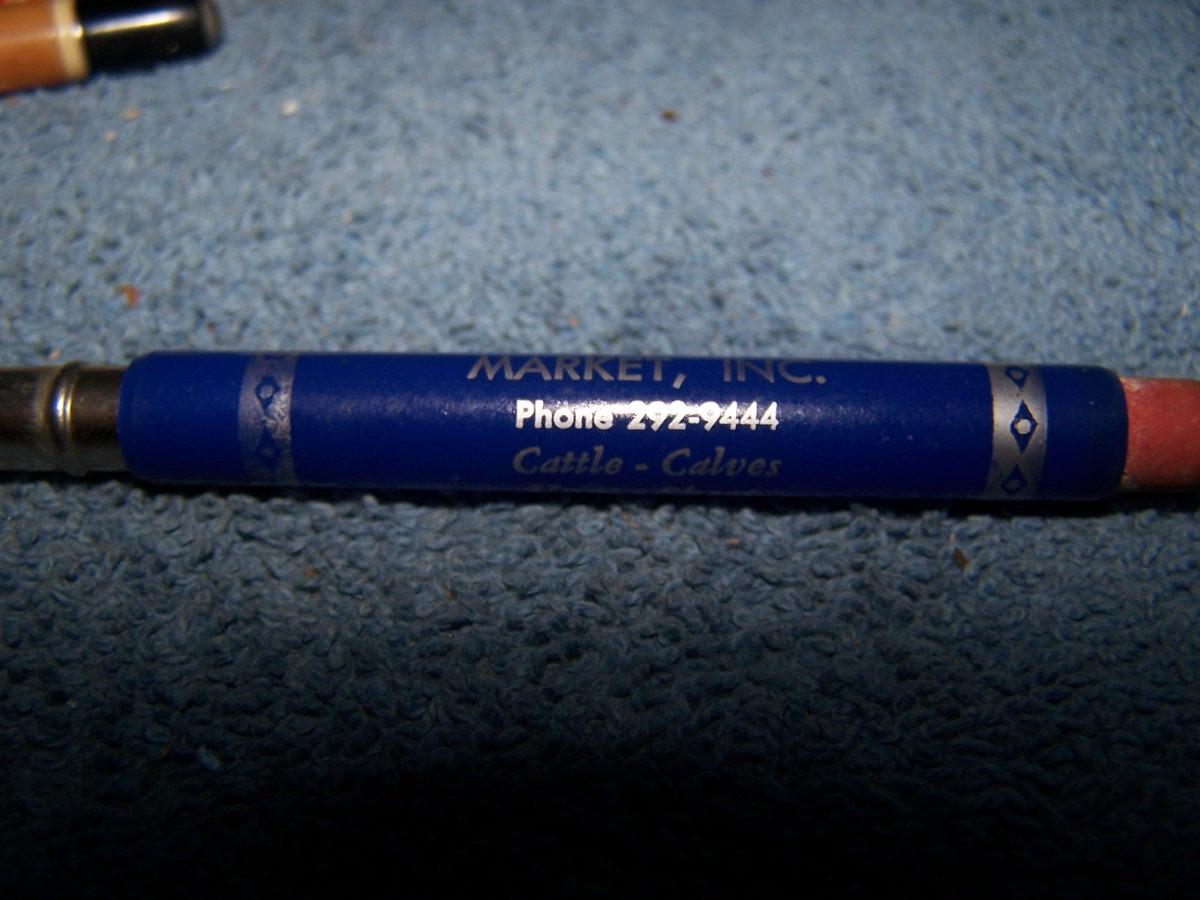 MARKET, INC.
Phone 292-9444
Cattle - Calves